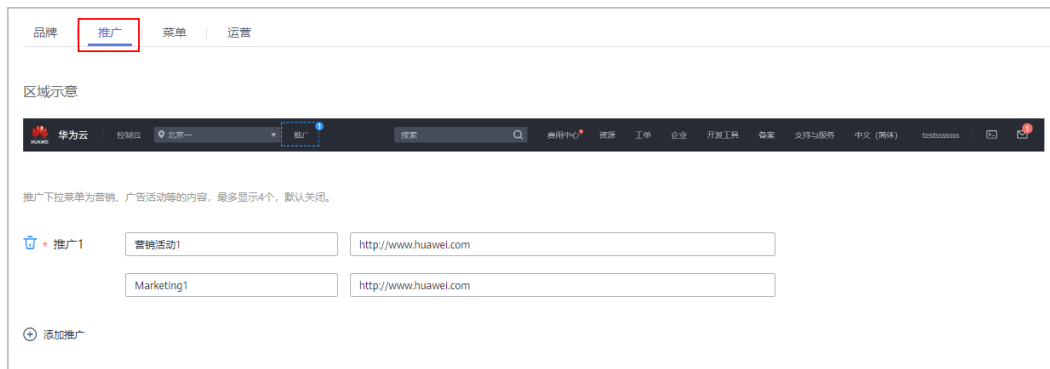 品牌 推广 菜单 运营
区域示意
HUAWEI 华为云 控制台 北京一 推广 1 搜索 费用中心 资源 工单 企业 开发工具 备案 支持与服务 中文 (简体) testsssssss 1
推广下拉菜单为营销、广告活动等的内容，最多显示4个，默认关闭。
* 推广1 营销活动1 http://www.huawei.com
Marketing1 http://www.huawei.com
添加推广